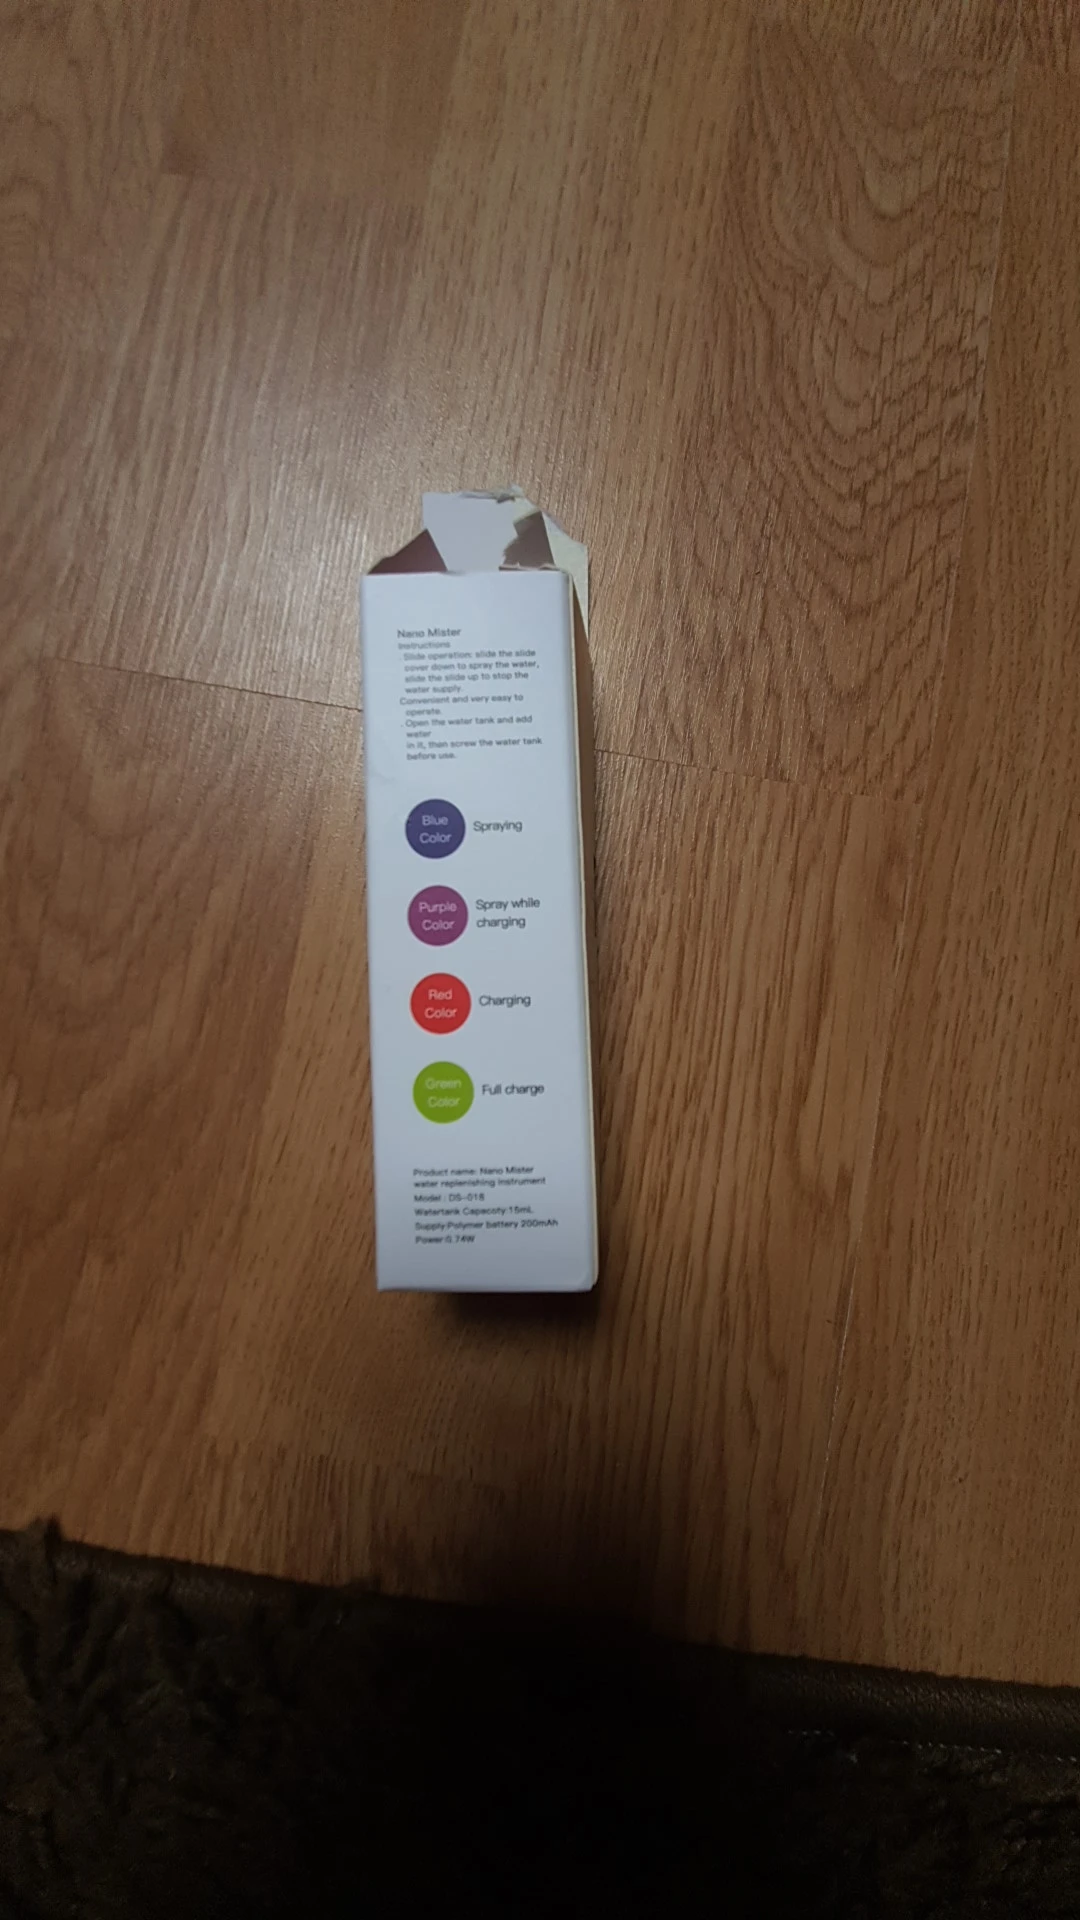 Nano Mister
Instructions
. Slide operation: slide the slide
cover down to spray the water,
slide the slide up to stop the
water supply.
Convenient and very easy to
operate.
. Open the water tank and add
water
in it, then screw the water tank
before use.
Blue
Color
Spraying
Purple
Color
Spray while
charging
Red
Color
Charging
Green
Color
Full charge
Product name: Nano Mister
water replenishing instrument
Model : DS-018
Watertank Capacoty:15mL
Supply:Polymer battery 200mAh
Power:0.74W